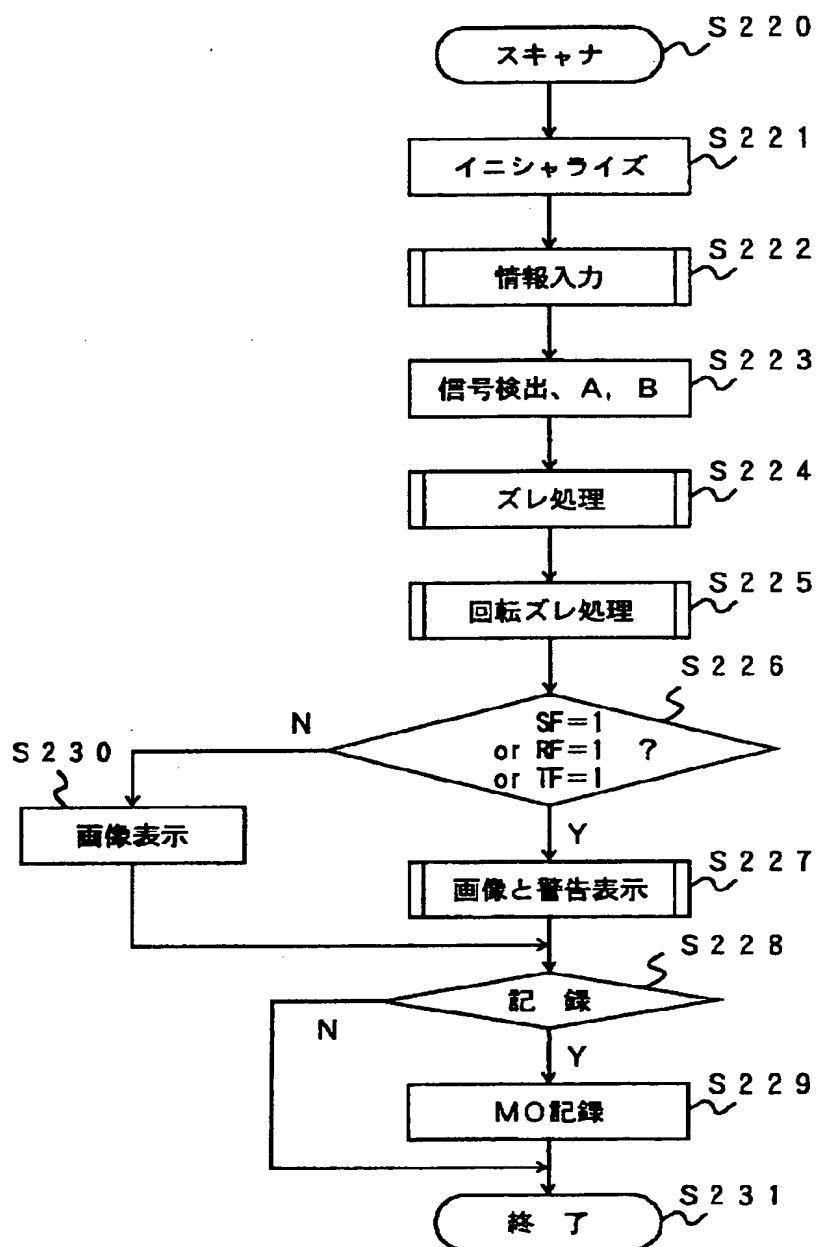 S220
スキャナ
S221
イニシャライズ
S222
情報入力
S223
信号検出、A, B
S224
ズレ処理
S225
回転ズレ処理
S226
SF=1
or RF=1 ?
or TF=1
N
Y
S230
画像表示
S227
画像と警告表示
S228
記 録
N
Y
S229
MO記録
S231
終 了